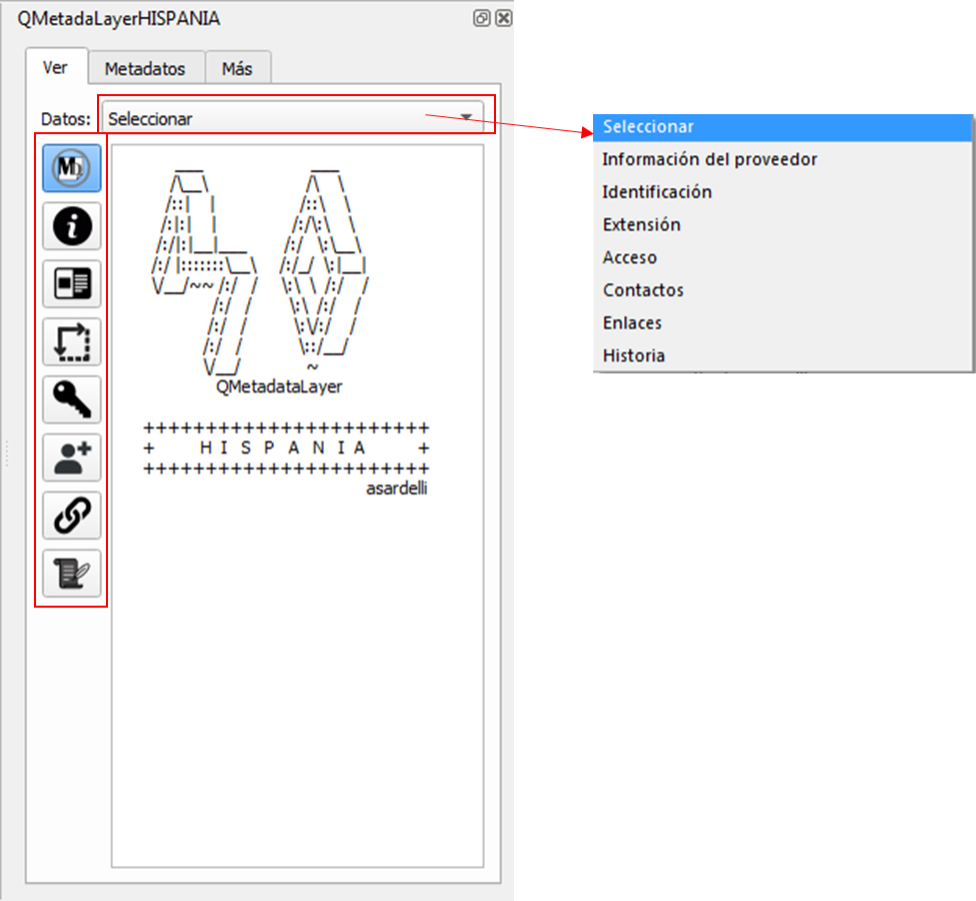 QMetadaLayerHISPANIA
Ver
Metadatos
Más
Datos:
Seleccionar
QMetadataLayer
+++++++++++++++++++++++
+ H I S P A N I A +
+++++++++++++++++++++++
asardelli
Seleccionar
Información del proveedor
Identificación
Extensión
Acceso
Contactos
Enlaces
Historia